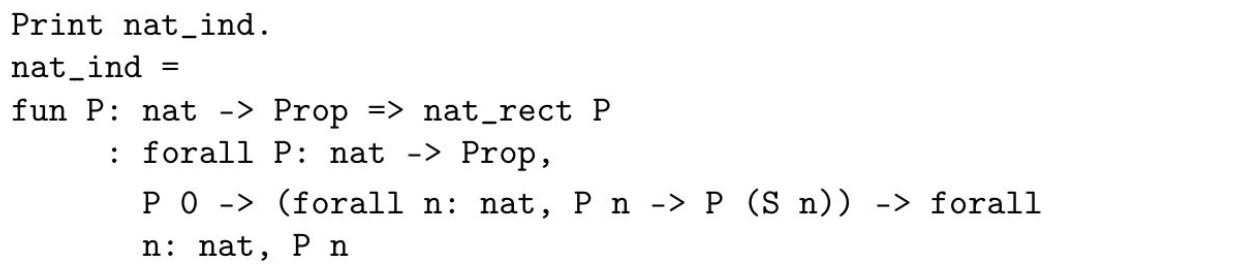 Print nat_ind.
nat_ind =
fun P: nat -> Prop => nat_rect P
: forall P: nat -> Prop,
P 0 -> (forall n: nat, P n -> P (S n)) -> forall
n: nat, P n